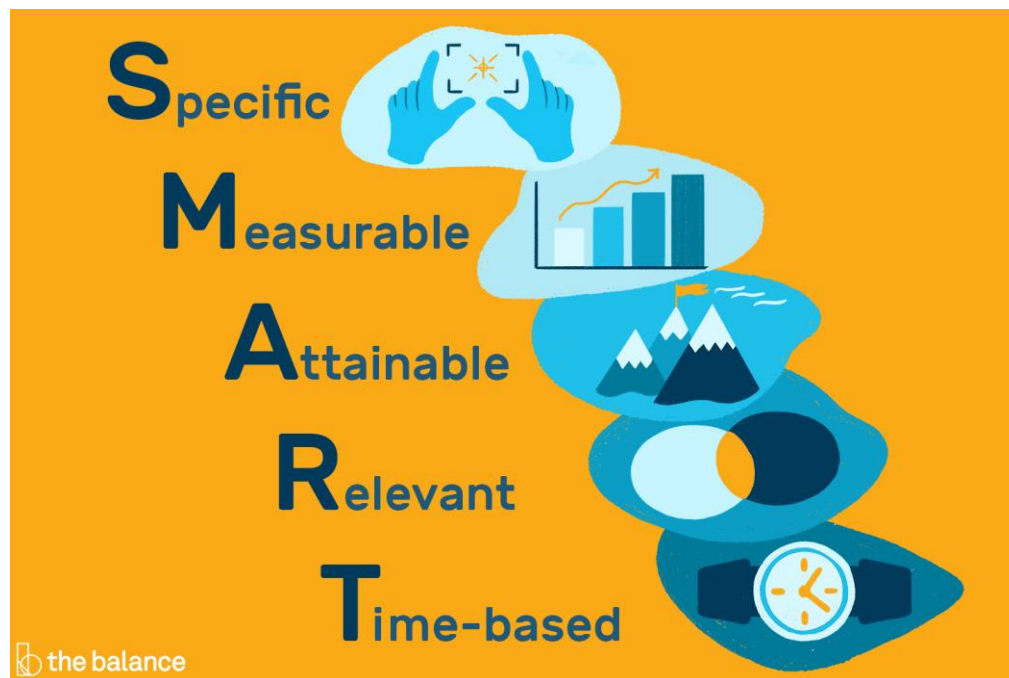 Specific
Measurable
Attainable
Relevant
Time-based
the balance